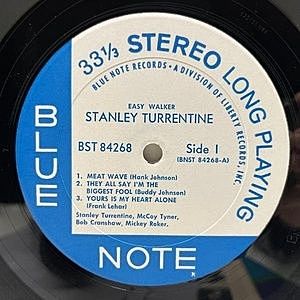 33 1/3 STEREO LONG PLAYING
BLUE NOTE RECORDS • A DIVISION OF LIBERTY RECORDS, INC.
EASY WALKER
STANLEY TURRENTINE
BST 84268
Side 1
(BNST 84268-A)
1. MEAT WAVE (Hank Johnson)
2. THEY ALL SAY I'M THE
BIGGEST FOOL (Buddy Johnson)
3. YOURS IS MY HEART ALONE
(Frank Lehar)
Stanley Turrentine, McCoy Tyner,
Bob Cranshaw, Mickey Roker.
BLUE
NOTE